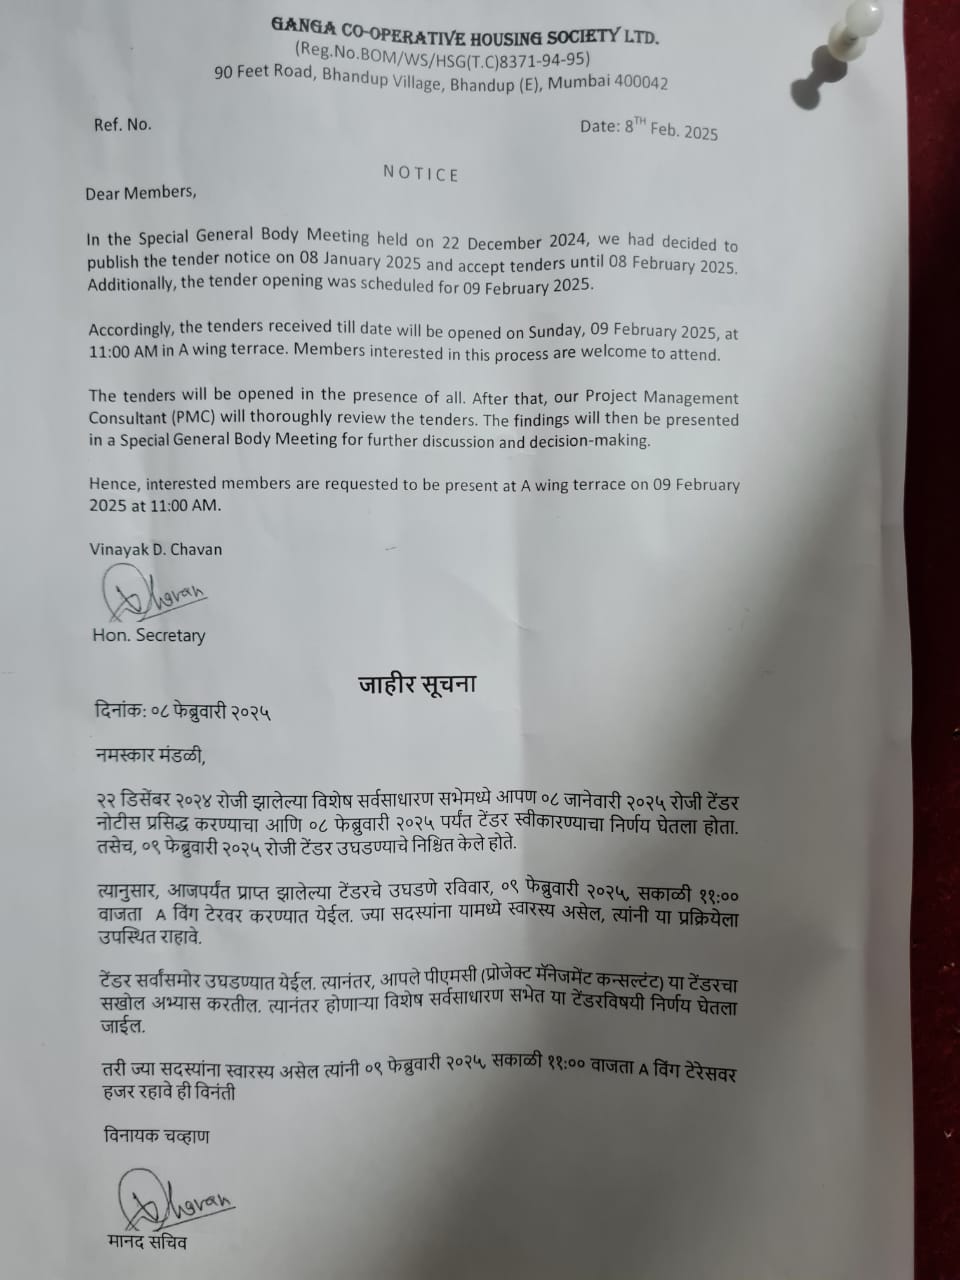 GANGA CO-OPERATIVE HOUSING SOCIETY LTD.
(Reg.No.BOM/WS/HSG(T.C)8371-94-95)
90 Feet Road, Bhandup Village, Bhandup (E), Mumbai 400042
Ref. No.
Date: 8TH Feb. 2025
NOTICE
Dear Members,
In the Special General Body Meeting held on 22 December 2024, we had decided to
publish the tender notice on 08 January 2025 and accept tenders until 08 February 2025.
Additionally, the tender opening was scheduled for 09 February 2025.
Accordingly, the tenders received till date will be opened on Sunday, 09 February 2025, at
11:00 AM in A wing terrace. Members interested in this process are welcome to attend.
The tenders will be opened in the presence of all. After that, our Project Management
Consultant (PMC) will thoroughly review the tenders. The findings will then be presented
in a Special General Body Meeting for further discussion and decision-making.
Hence, interested members are requested to be present at A wing terrace on 09 February
2025 at 11:00 AM.
Vinayak D. Chavan
Chavan
Hon. Secretary
जाहीर सूचना
दिनांक: ०८ फेब्रुवारी २०२५
नमस्कार मंडळी,
२२ डिसेंबर २०२४ रोजी झालेल्या विशेष सर्वसाधारण सभेमध्ये आपण ०८ जानेवारी २०२५ रोजी टेंडर
नोटीस प्रसिद्ध करण्याचा आणि ०८ फेब्रुवारी २०२५ पर्यंत टेंडर स्वीकारण्याचा निर्णय घेतला होता.
तसेच, ०९ फेब्रुवारी २०२५ रोजी टेंडर उघडण्याचे निश्चित केले होते.
त्यानुसार, आजपर्यंत प्राप्त झालेल्या टेंडरचे उघडणे रविवार, ०९ फेब्रुवारी २०२५, सकाळी ११:००
वाजता A विंग टेरवर करण्यात येईल. ज्या सदस्यांना यामध्ये स्वारस्य असेल, त्यांनी या प्रक्रियेला
उपस्थित राहावे.
टेंडर सर्वांसमोर उघडण्यात येईल. त्यानंतर, आपले पीएमसी (प्रोजेक्ट मॅनेजमेंट कन्सल्टंट) या टेंडरचा
सखोल अभ्यास करतील. त्यानंतर होणाऱ्या विशेष सर्वसाधारण सभेत या टेंडरविषयी निर्णय घेतला
जाईल.
तरी ज्या सदस्यांना स्वारस्य असेल त्यांनी ०९ फेब्रुवारी २०२५, सकाळी ११:०० वाजता A विंग टेरेसवर
हजर रहावे ही विनंती
विनायक चव्हाण
Chavan
मानद सचिव